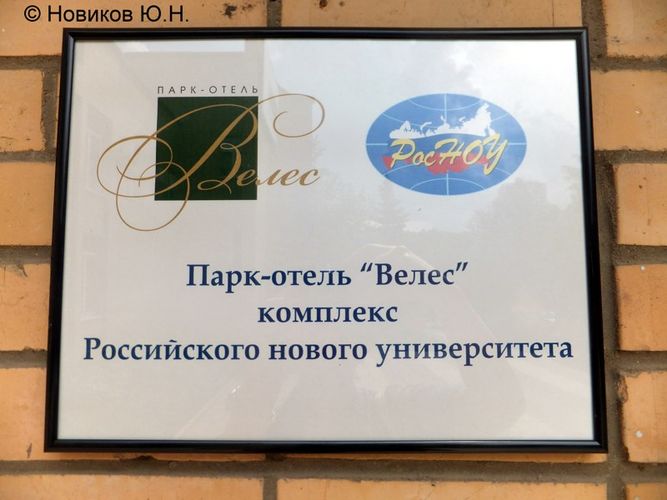 © Новиков Ю.Н.
ПАРК-ОТЕЛЬ
Велес
РосНОУ
Парк-отель “Велес”
комплекс
Российского нового университета